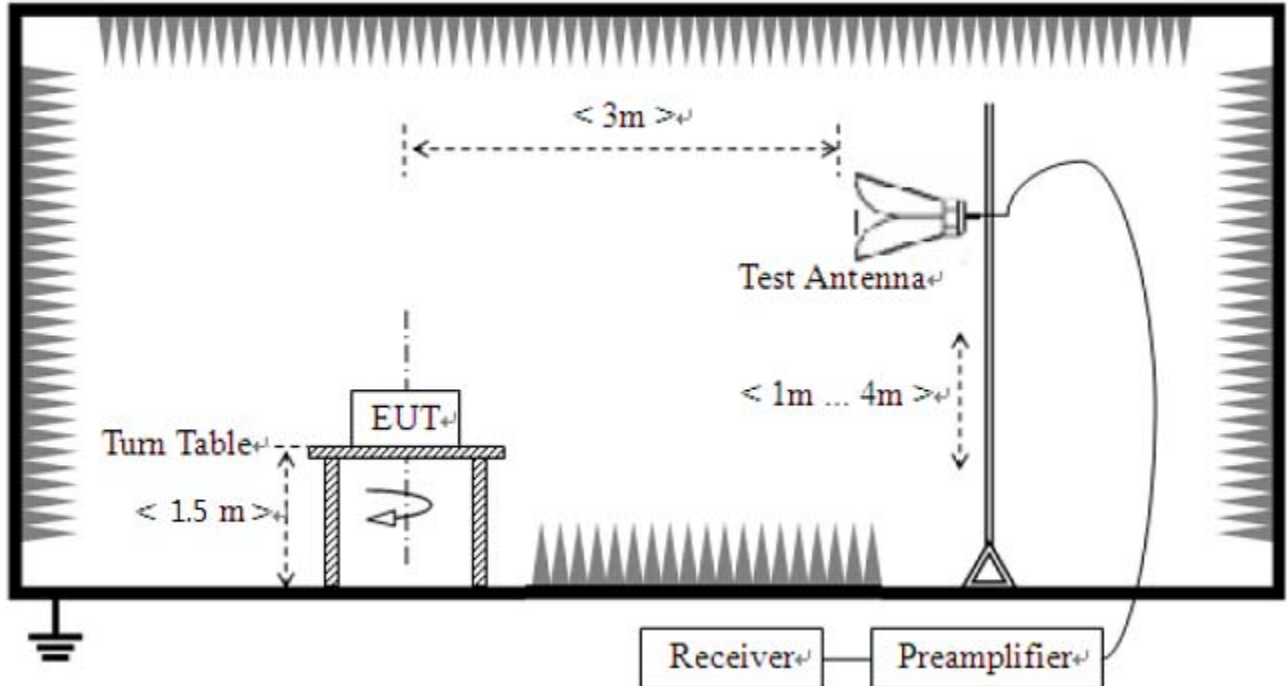 < 3m >↵
Test Antenna↵
< 1m ... 4m >↵
EUT↵
Turn Table↵
< 1.5 m >↵
Receiver↵
Preamplifier↵